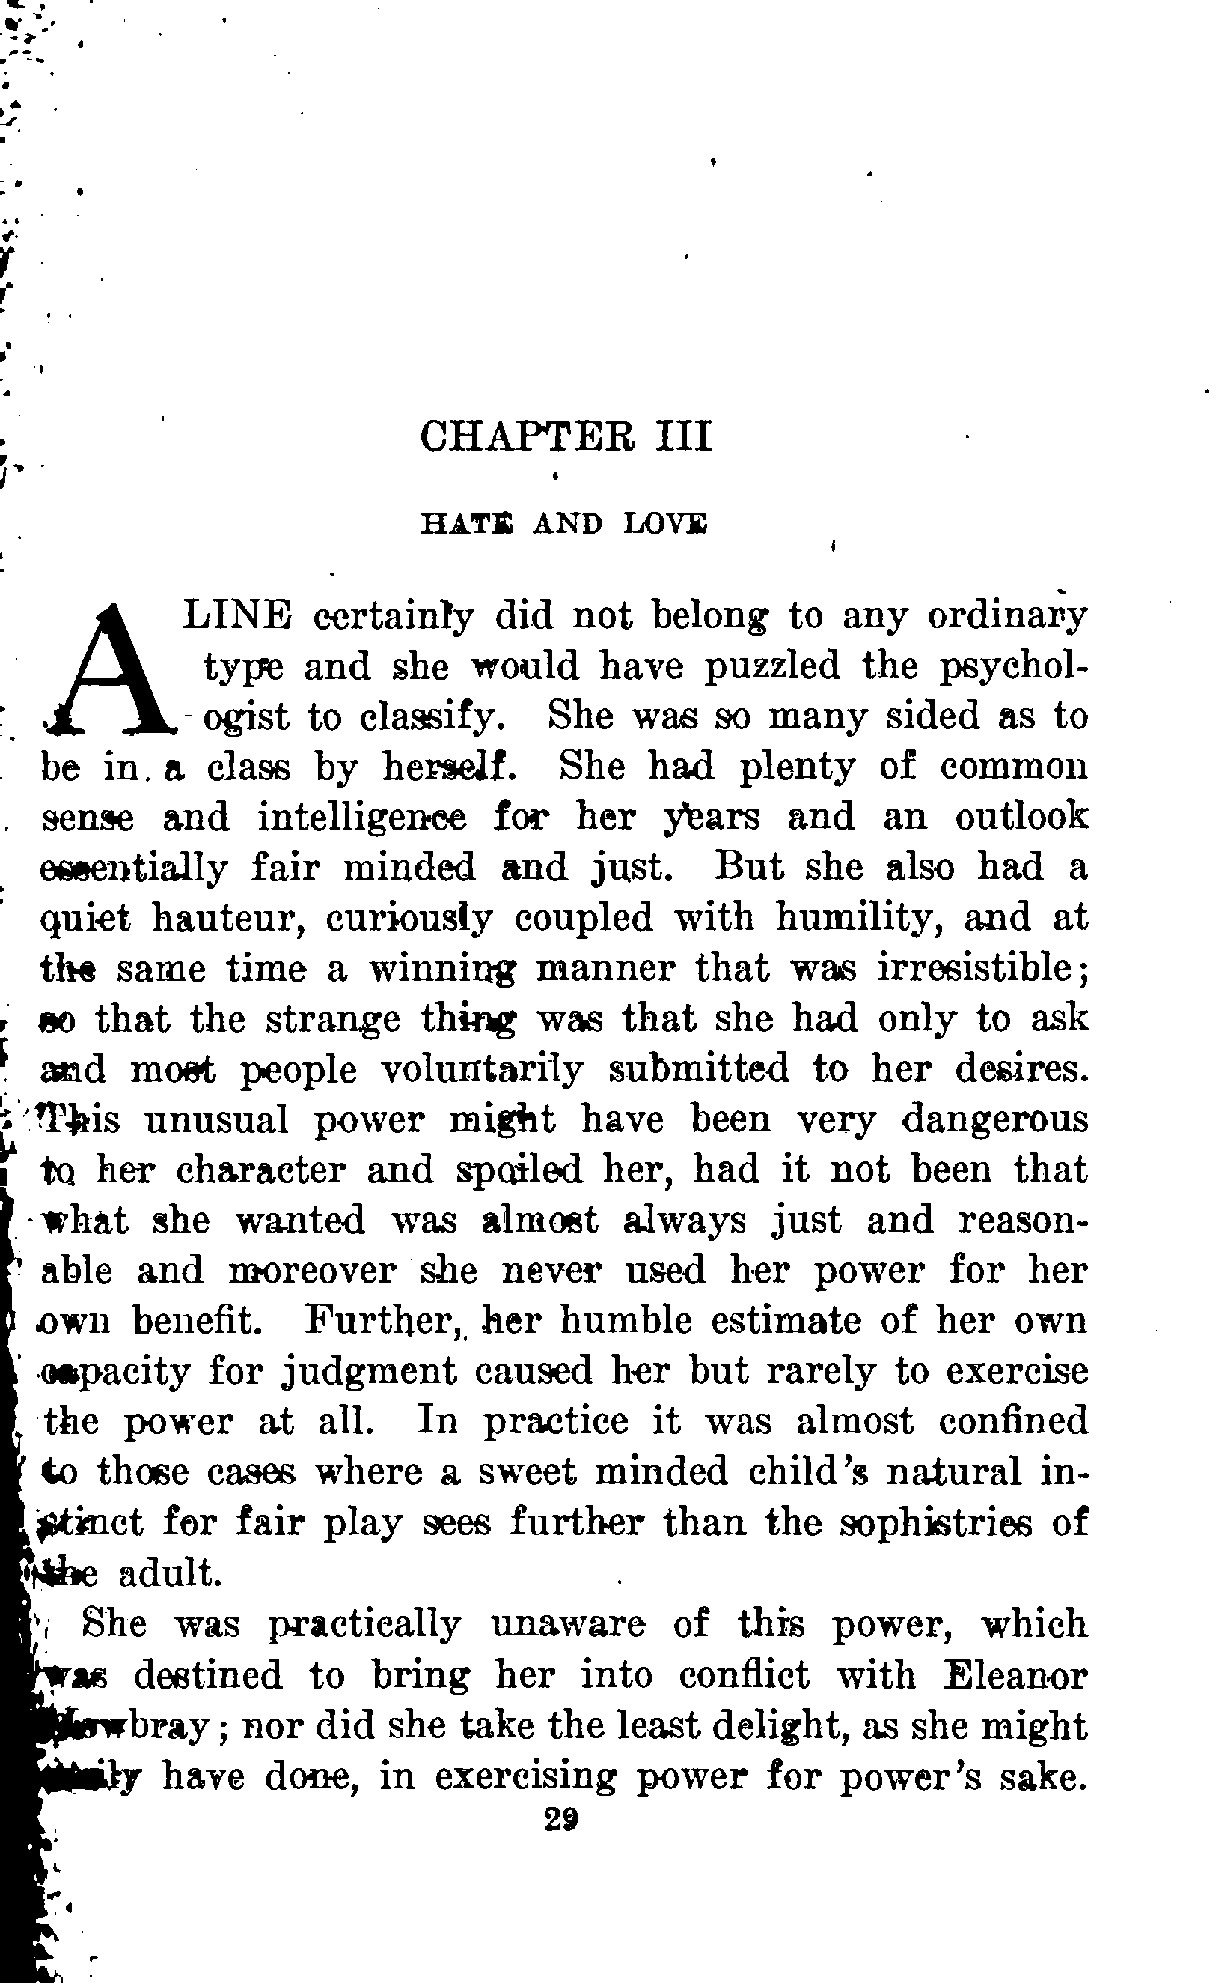 CHAPTER III
HATE AND LOVE
ALINE certainly did not belong to any ordinary
type and she would have puzzled the psychol-
ogist to classify. She was so many sided as to
be in a class by herself. She had plenty of common
sense and intelligence for her years and an outlook
essentially fair minded and just. But she also had a
quiet hauteur, curiously coupled with humility, and at
the same time a winning manner that was irresistible;
so that the strange thing was that she had only to ask
and most people voluntarily submitted to her desires.
This unusual power might have been very dangerous
to her character and spoiled her, had it not been that
what she wanted was almost always just and reason-
able and moreover she never used her power for her
own benefit. Further, her humble estimate of her own
capacity for judgment caused her but rarely to exercise
the power at all. In practice it was almost confined
to those cases where a sweet minded child's natural in-
stinct for fair play sees further than the sophistries of
the adult.
She was practically unaware of this power, which
was destined to bring her into conflict with Eleanor
nor did she take the least delight, as she might
have done, in exercising power for power's sake.
29